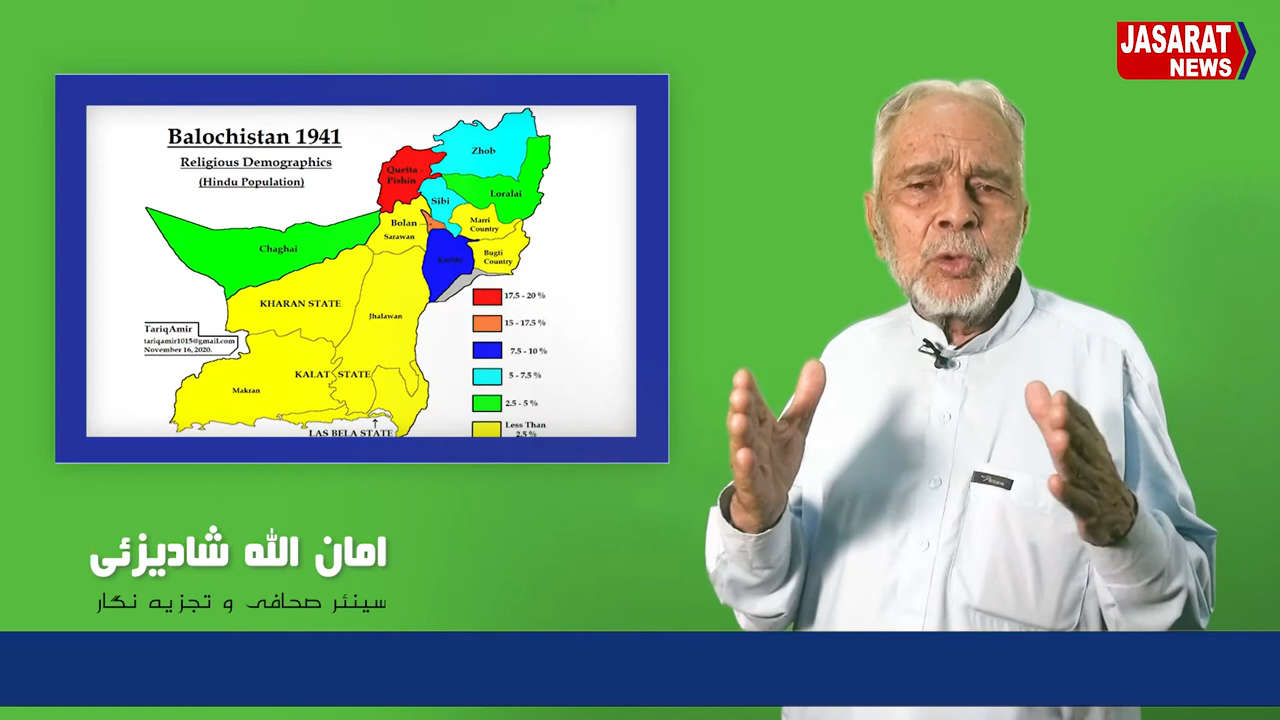 JASARAT
NEWS
Balochistan 1941
Religious Demographics
(Hindu Population)
Zhob
Quetta -
Pishin
Loralai
Sibi
Bolan
Marri
Country
Sarawan
Chaghai
Bugti
Country
KHARAN STATE
17.5 - 20 %
Jhalawan
15 - 17.5 %
TariqAmir
tariqamir1015@gmail.com
November 16, 2020.
7.5 - 10 %
KALAT STATE
5 - 7.5 %
Makran
2.5 - 5 %
Less Than
2.5 %
LAS BELA STATE
امان اللہ شادیزئی
سینئر صحافی و تجزیہ نگار